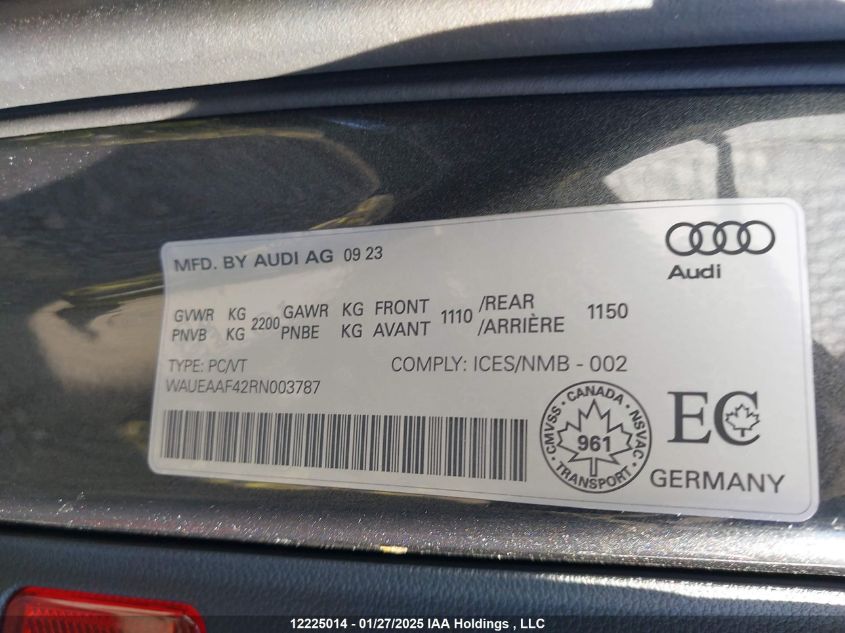 MFD. BY AUDI AG 09 23
Audi
GVWR KG 2200 GAWR KG FRONT 1110 /REAR 1150
PNVB KG PNBE KG AVANT /ARRIÈRE
TYPE: PC/VT COMPLY: ICES/NMB - 002
WAUEAAF42RN003787
CMVSS · CANADA · NSVAC
961
TRANSPORT
EC
GERMANY
12225014 - 01/27/2025 IAA Holdings , LLC